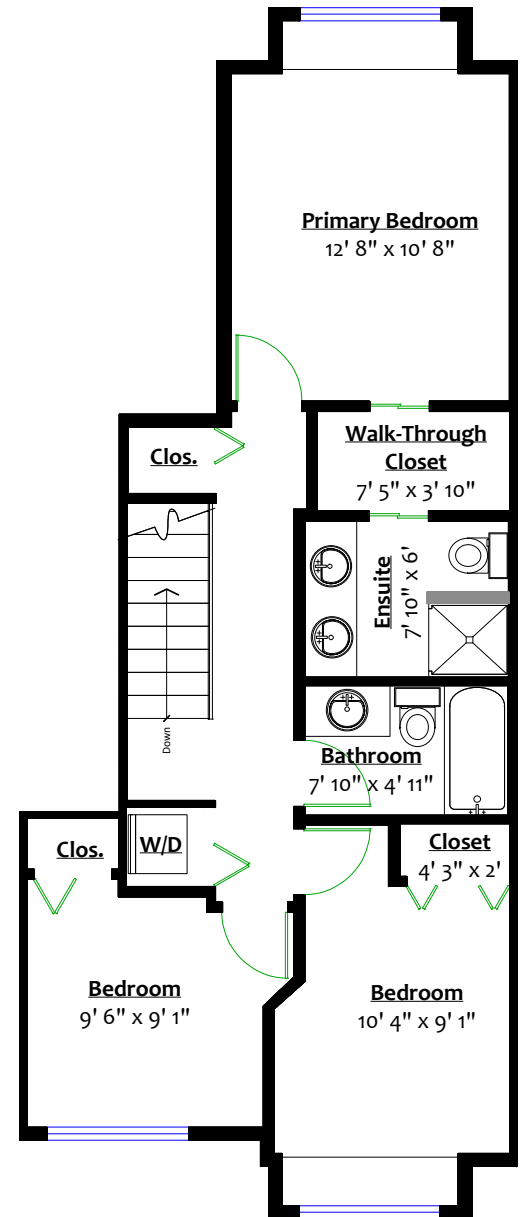 Primary Bedroom
12' 8" x 10' 8"
Clos.
Walk-Through
Closet
7' 5" x 3' 10"
Ensuite
7' 10" x 6'
Down
Bathroom
7' 10" x 4' 11"
Clos.
W/D
Closet
4' 3" x 2'
Bedroom
9' 6" x 9' 1"
Bedroom
10' 4" x 9' 1"